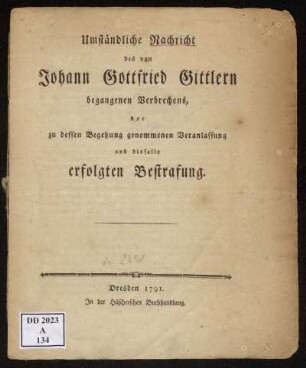 Umständliche Nachricht
des von
Johann Gottfried Gittlern
begangenen Verbrechens,
der
zu dessen Begehung genommenen Veranlassung
und disfalls
erfolgten Bestrafung.
Dresden 1791.
In der Hilscherschen Buchhandlung.
DD 2023
A
134